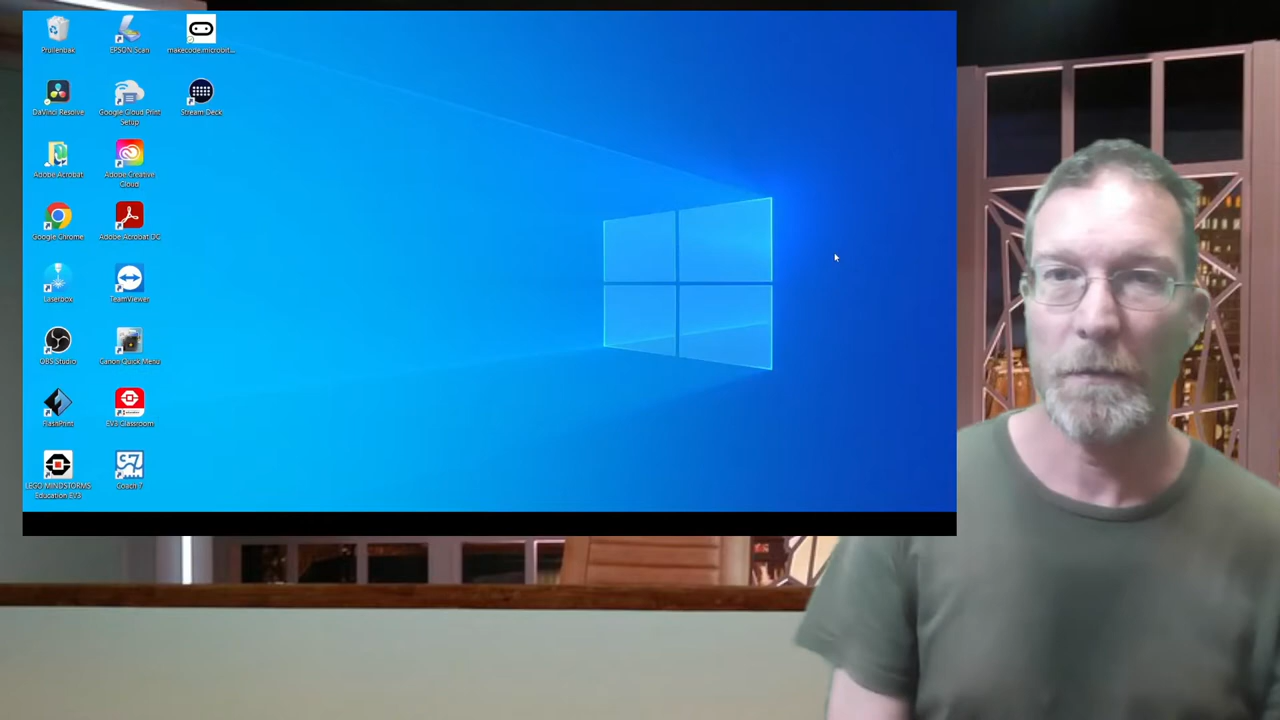 Prullenbak
EPSON Scan
makecode.microbit...
DaVinci Resolve
Google Cloud Print
Setup
Stream Deck
Adobe Acrobat
Adobe Creative
Cloud
Google Chrome
Adobe Acrobat DC
Laserbox
TeamViewer
OBS Studio
Canon Quick Menu
FlashPrint
EV3 Classroom
LEGO MINDSTORMS
Education EV3
Coach 7